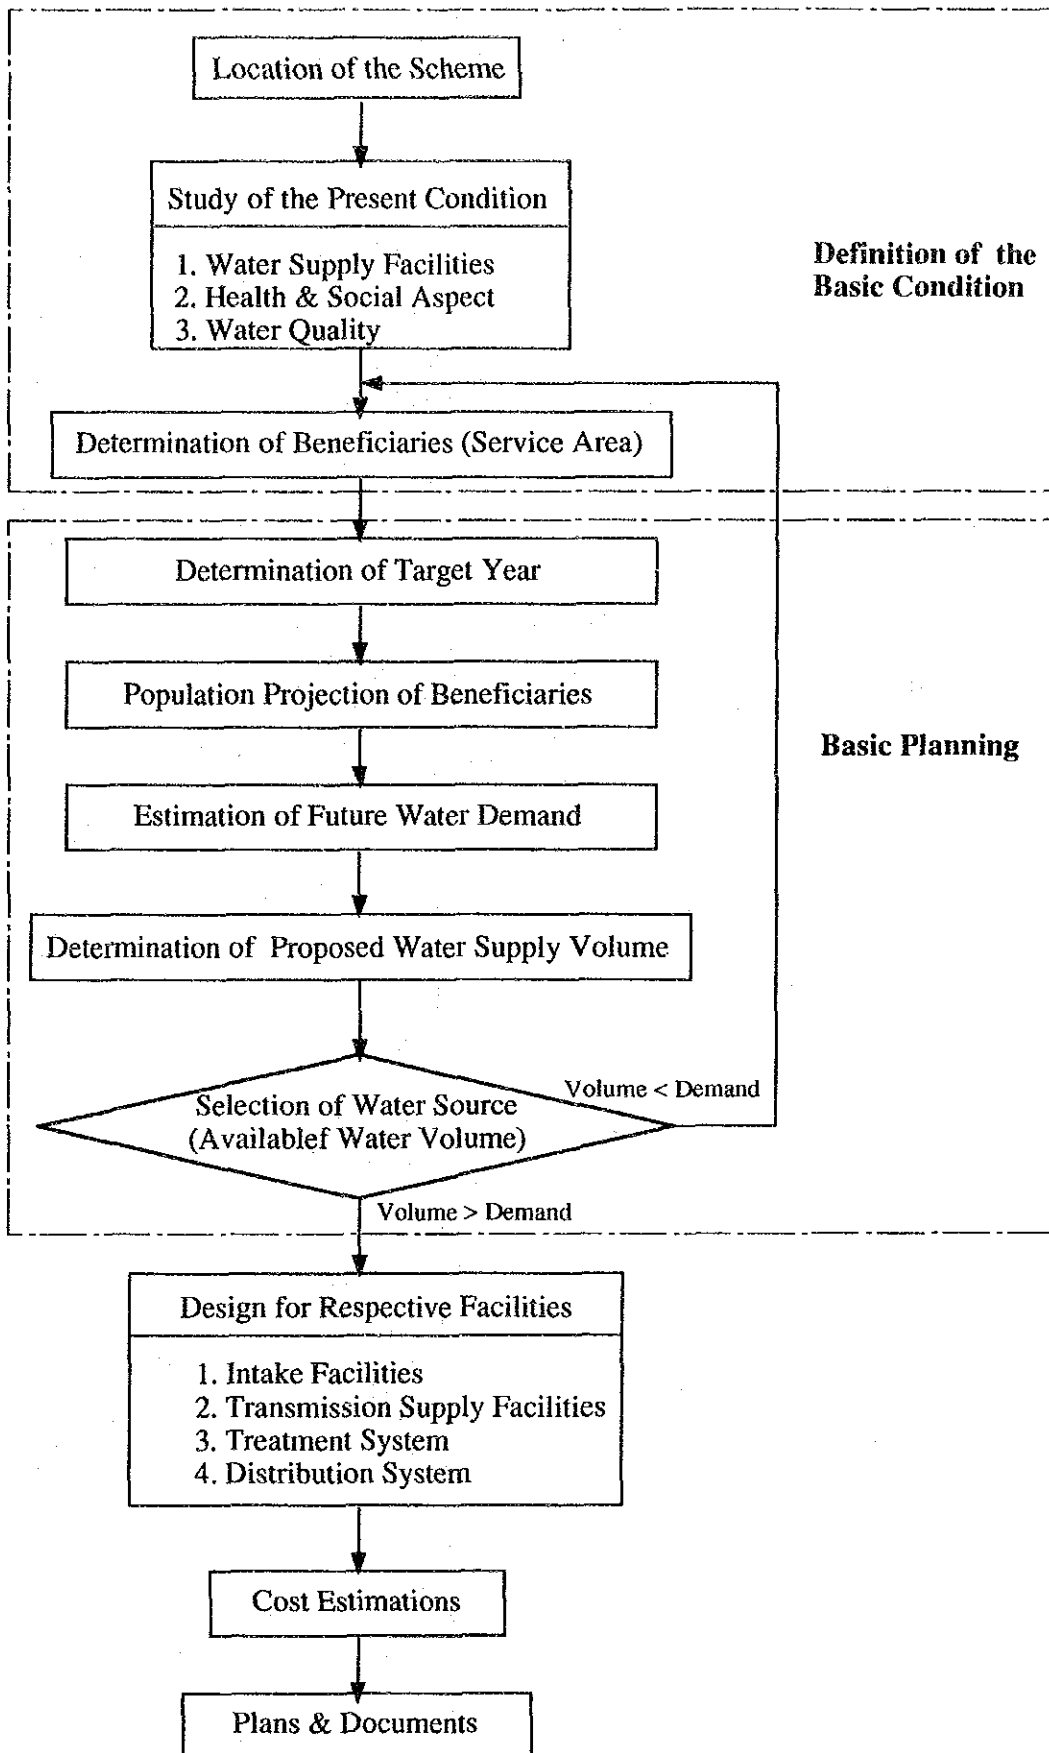 Location of the Scheme
Study of the Present Condition
1. Water Supply Facilities
2. Health & Social Aspect
3. Water Quality
Definition of the
Basic Condition
Determination of Beneficiaries (Service Area)
Determination of Target Year
Population Projection of Beneficiaries
Basic Planning
Estimation of Future Water Demand
Determination of Proposed Water Supply Volume
Volume < Demand
Selection of Water Source
(Availablef Water Volume)
Volume > Demand
Design for Respective Facilities
1. Intake Facilities
2. Transmission Supply Facilities
3. Treatment System
4. Distribution System
Cost Estimations
Plans & Documents